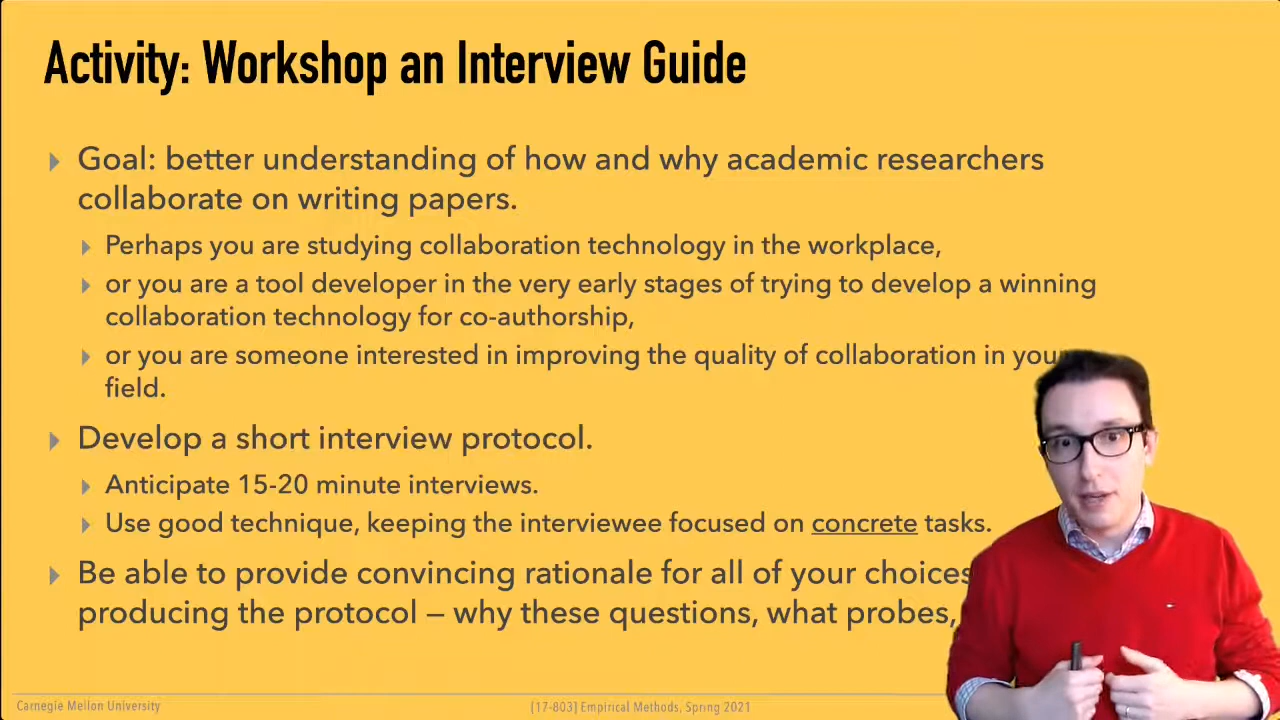 Activity: Workshop an Interview Guide
Goal: better understanding of how and why academic researchers
collaborate on writing papers.
Perhaps you are studying collaboration technology in the workplace,
or you are a tool developer in the very early stages of trying to develop a winning
collaboration technology for co-authorship,
or you are someone interested in improving the quality of collaboration in your
field.
Develop a short interview protocol.
Anticipate 15-20 minute interviews.
Use good technique, keeping the interviewee focused on concrete tasks.
Be able to provide convincing rationale for all of your choices
producing the protocol — why these questions, what probes,
Carnegie Mellon University
[17-803] Empirical Methods, Spring 2021